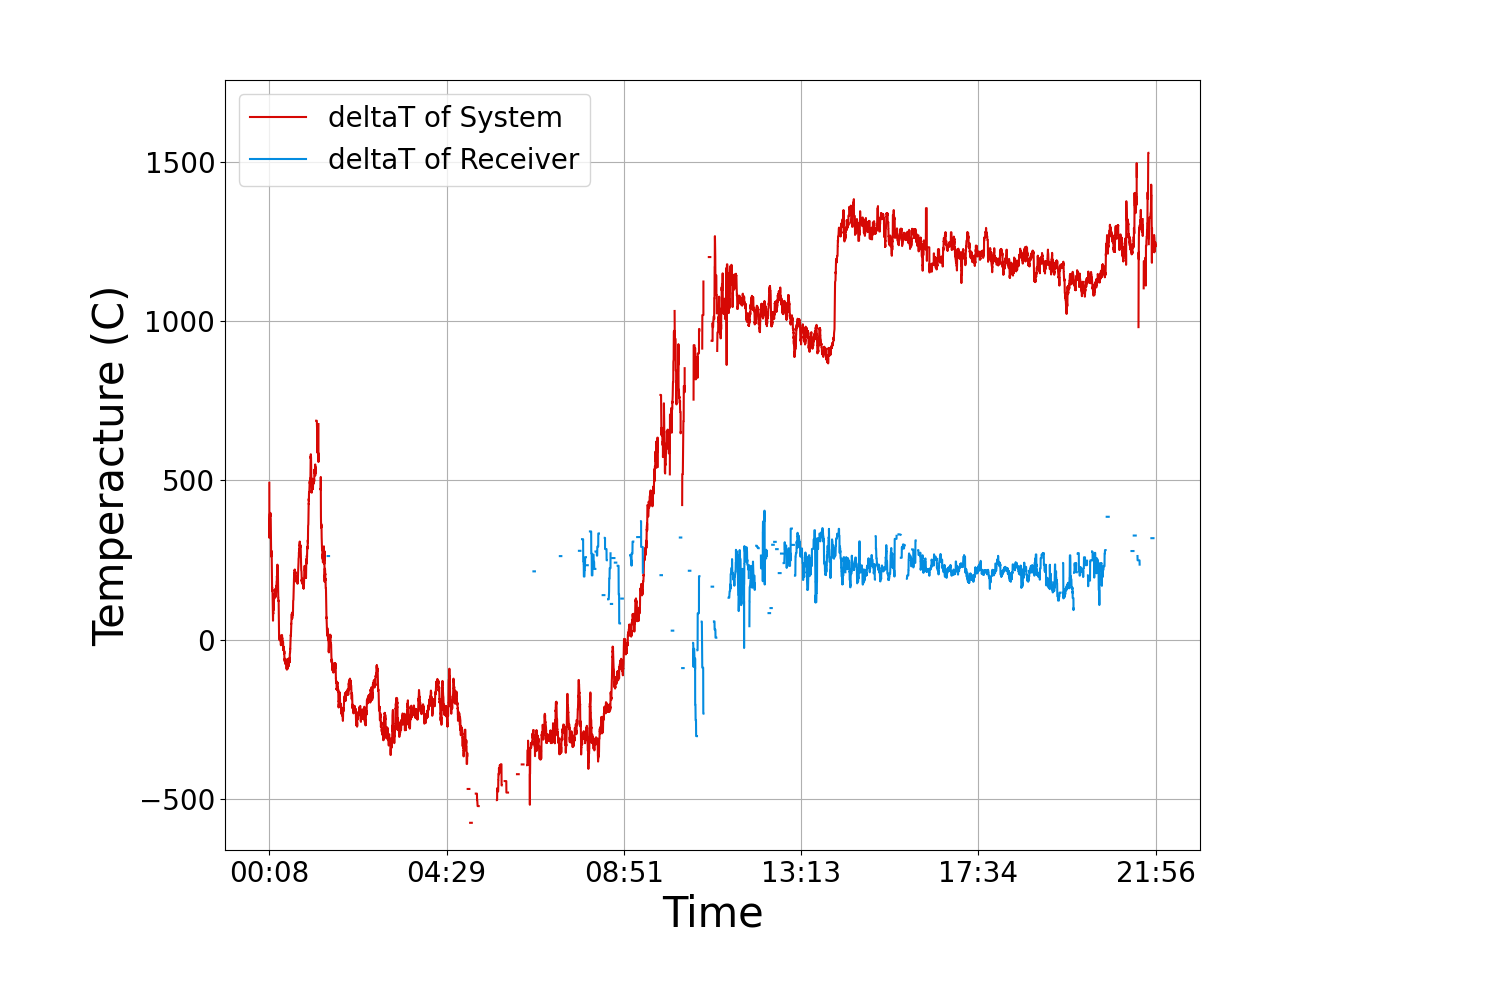 deltaT of System
deltaT of Receiver
1500
1000
500
0
−500
Temperacture (C)
00:08 04:29 08:51 13:13 17:34 21:56
Time